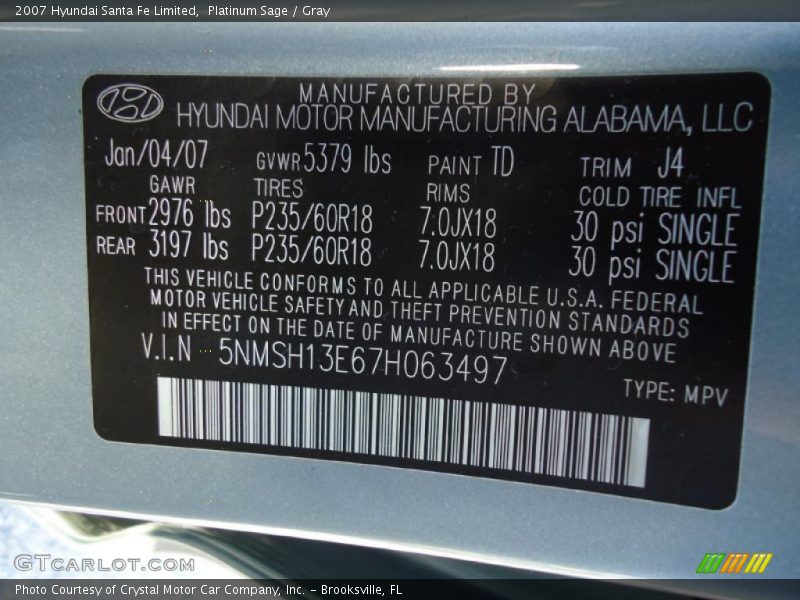 2007 Hyundai Santa Fe Limited,  Platinum Sage / Gray
MANUFACTURED BY
HYUNDAI MOTOR MANUFACTURING ALABAMA, LLC
Jan/04/07 GVWR 5379 lbs PAINT TD TRIM J4
GAWR TIRES RIMS COLD TIRE INFL
FRONT 2976 lbs P235/60R18 7.0JX18 30 psi SINGLE
REAR 3197 lbs P235/60R18 7.0JX18 30 psi SINGLE
THIS VEHICLE CONFORMS TO ALL APPLICABLE U.S.A. FEDERAL
MOTOR VEHICLE SAFETY AND THEFT PREVENTION STANDARDS
IN EFFECT ON THE DATE OF MANUFACTURE SHOWN ABOVE
V.I.N 5NMSH13E67H063497
TYPE: MPV
GTCARLOT.COM
Photo Courtesy of Crystal Motor Car Company, Inc. – Brooksville, FL